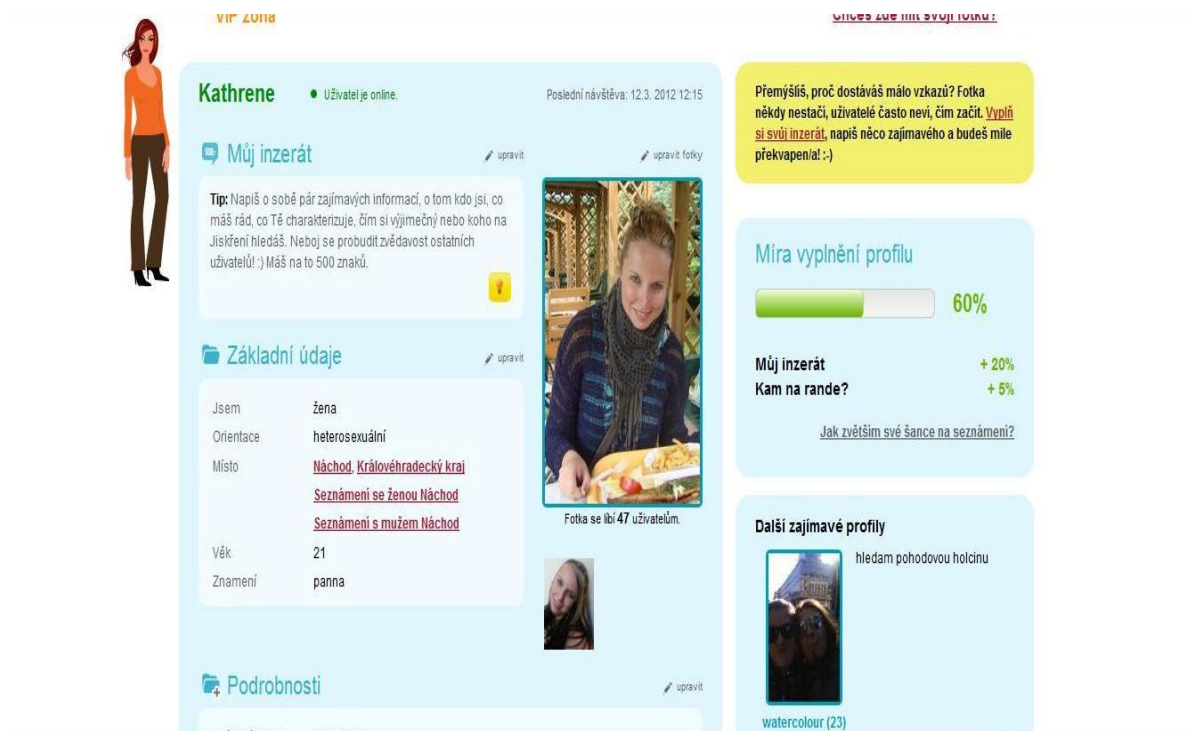 VIP zóna
Chceš zde mít svoji fotku?
Kathrene
Uživatel je online.
Poslední návštěva: 12.3. 2012 12:15
Můj inzerát
upravit
upravit fotky
Tip: Napiš o sobě pár zajímavých informací, o tom kdo jsi, co
máš rád, co Tě charakterizuje, čím si výjimečný nebo koho na
Jiskření hledáš. Neboj se probudit zvědavost ostatních
uživatelů! :) Máš na to 500 znaků.
Základní údaje
upravit
Jsem žena
Orientace heterosexuální
Místo Náchod, Královéhradecký kraj
Seznámení se ženou Náchod
Seznámení s mužem Náchod
Věk 21
Znamení panna
Fotka se líbí 47 uživatelům.
Podrobnosti
upravit
Přemýšlíš, proč dostáváš málo vzkazů? Fotka
někdy nestačí, uživatelé často neví, čím začít. Vyplň
si svůj inzerát, napiš něco zajímavého a budeš mile
překvapen/a! :-)
Míra vyplnění profilu
60%
Můj inzerát + 20%
Kam na rande? + 5%
Jak zvětším své šance na seznámení?
Další zajímavé profily
hledam pohodovou holcinu
watercolour (23)